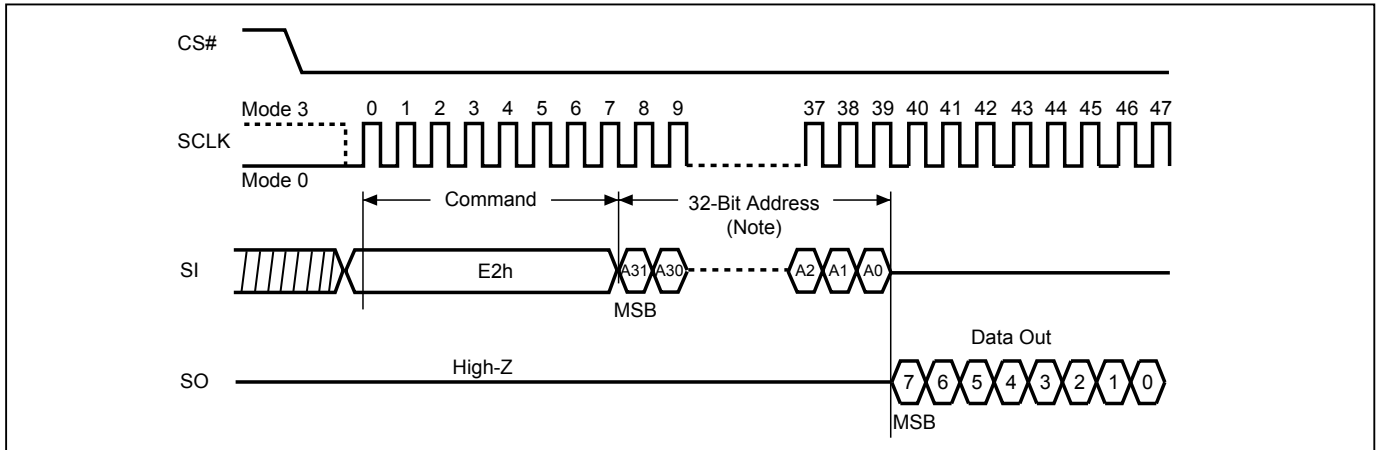 CS#
Mode 3 0 1 2 3 4 5 6 7 8 9 37 38 39 40 41 42 43 44 45 46 47
SCLK
Mode 0
Command 32-Bit Address
(Note)
SI E2h A31 A30 A2 A1 A0
MSB
Data Out
High-Z
SO 7 6 5 4 3 2 1 0
MSB